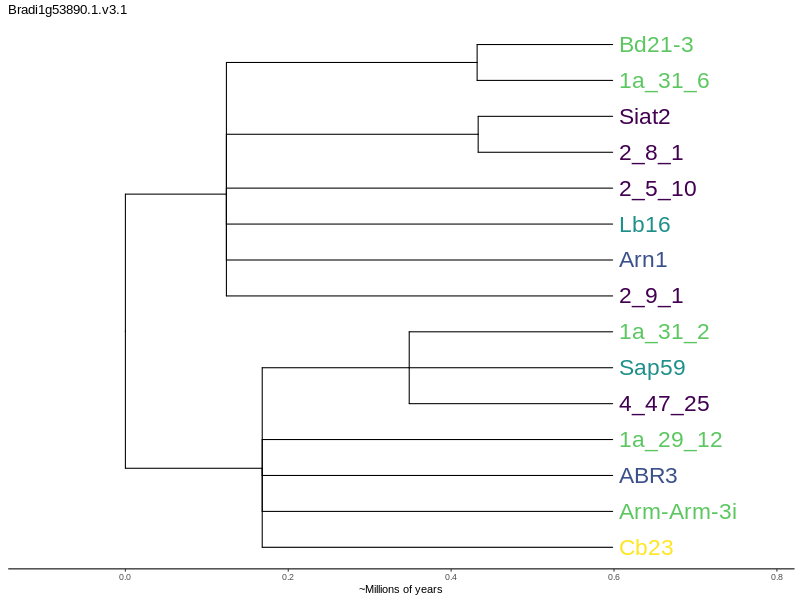 Bradi1g53890.1.v3.1
Bd21-3
1a_31_6
Siat2
2_8_1
2_5_10
Lb16
Arn1
2_9_1
1a_31_2
Sap59
4_47_25
1a_29_12
ABR3
Arm-Arm-3i
Cb23
0.0 0.2 0.4 0.6 0.8
~Millions of years